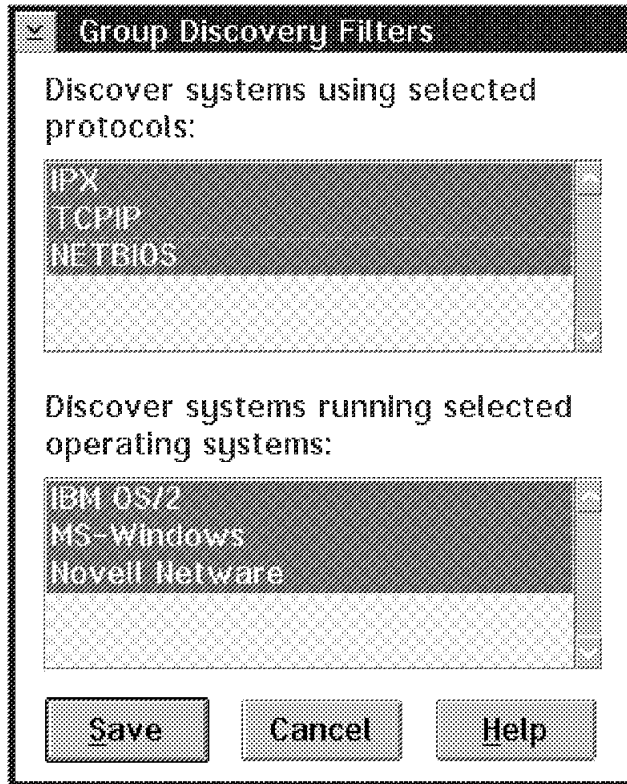 Group Discovery Filters
Discover systems using selected
protocols:
IPX
TCPIP
NETBIOS
Discover systems running selected
operating systems:
IBM OS/2
MS-Windows
Novell Netware
Save Cancel Help